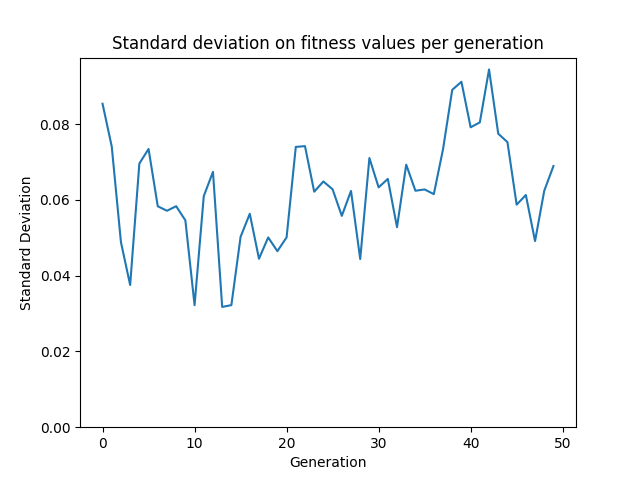 Standard deviation on fitness values per generation
Standard Deviation
0.08
0.06
0.04
0.02
0.00
0 10 20 30 40 50
Generation